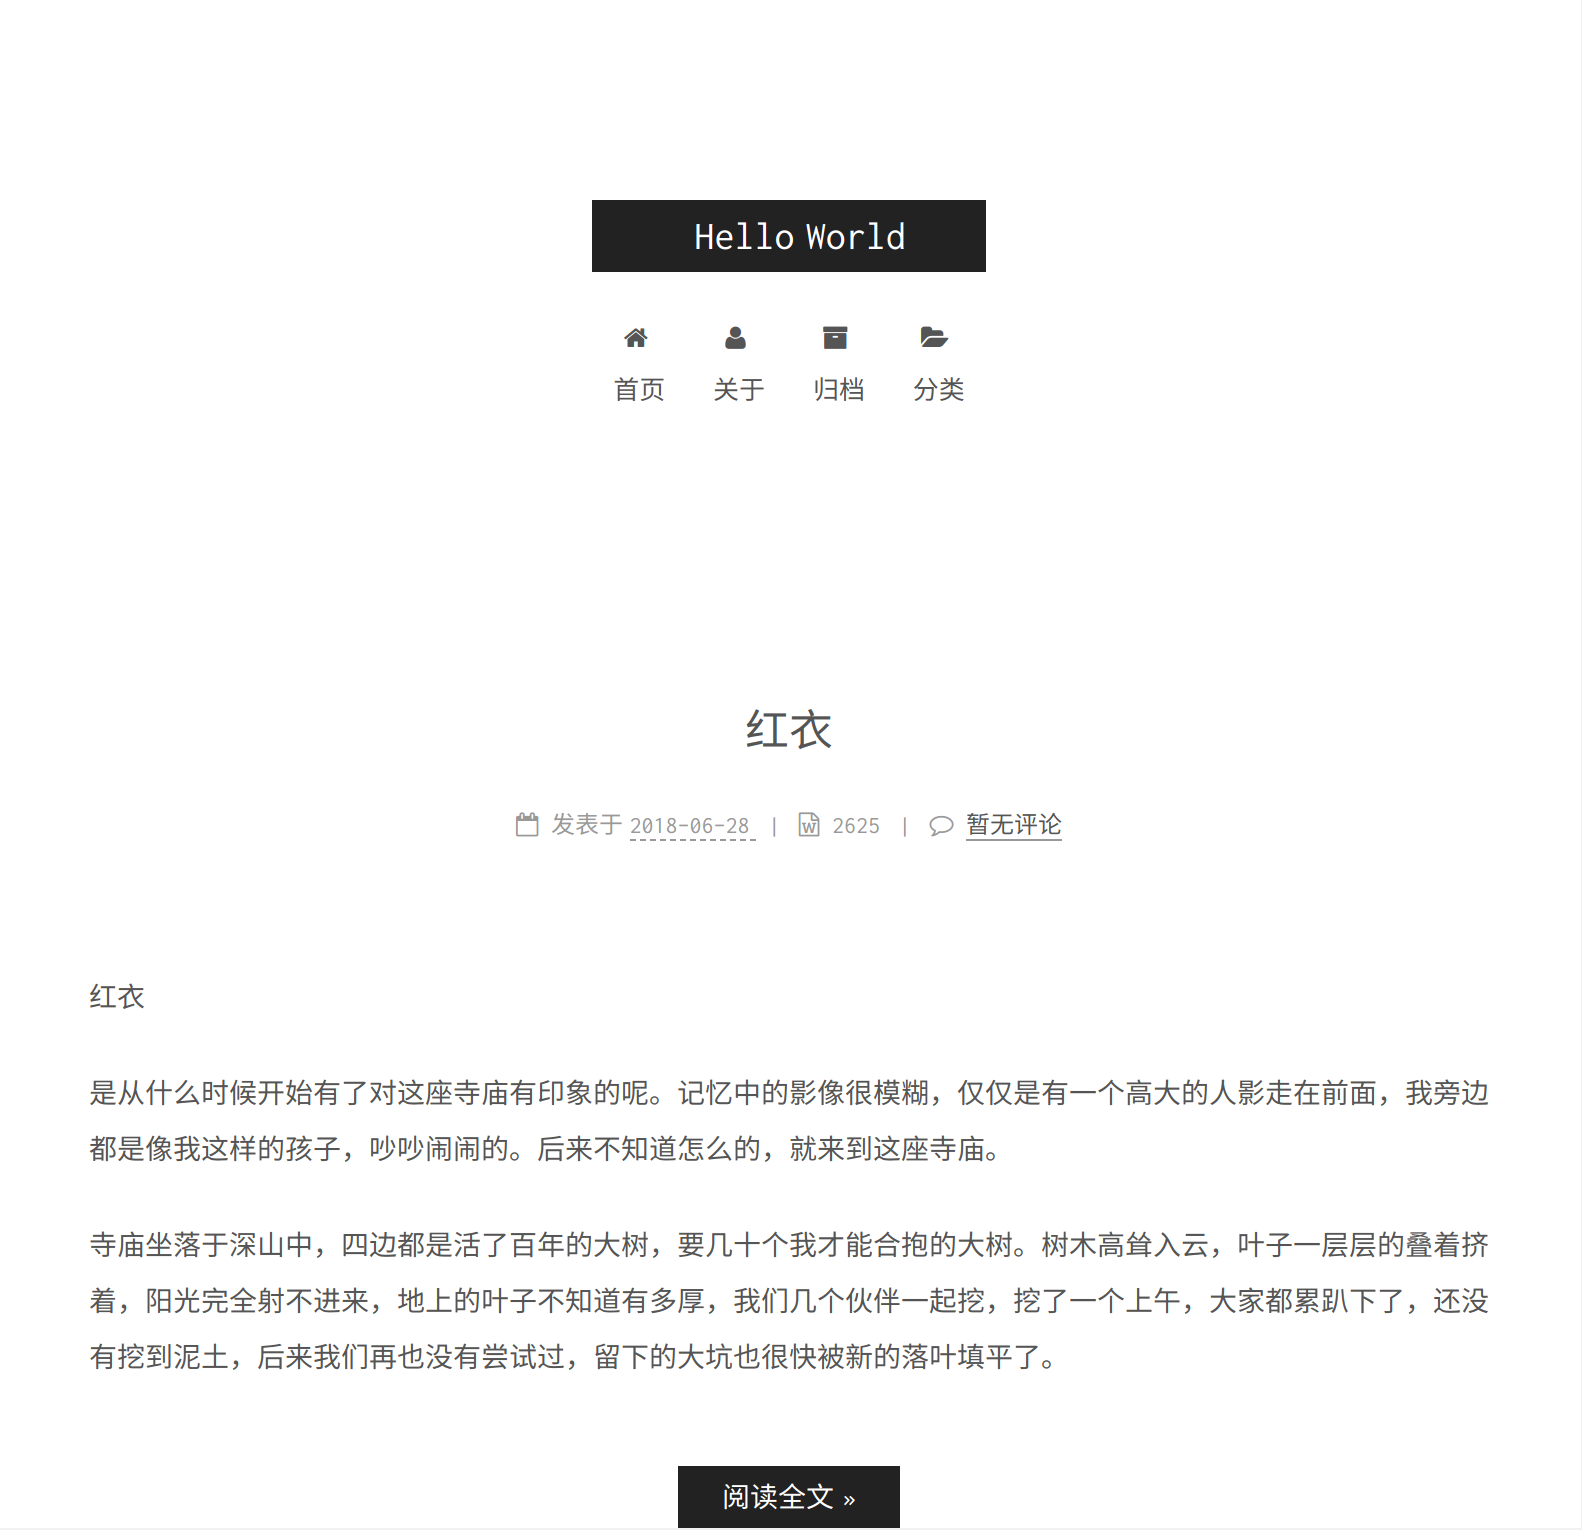 Hello World
首页 关于 归档 分类
红衣
发表于 2018-06-28 | 2625 | 暂无评论
红衣
是从什么时候开始有了对这座寺庙有印象的呢。记忆中的影像很模糊，仅仅是有一个高大的人影走在前面，我旁边
都是像我这样的孩子，吵吵闹闹的。后来不知道怎么的，就来到这座寺庙。
寺庙坐落于深山中，四边都是活了百年的大树，要几十个我才能合抱的大树。树木高耸入云，叶子一层层的叠着挤
着，阳光完全射不进来，地上的叶子不知道有多厚，我们几个伙伴一起挖，挖了一个上午，大家都累趴下了，还没
有挖到泥土，后来我们再也没有尝试过，留下的大坑也很快被新的落叶填平了。
阅读全文 »